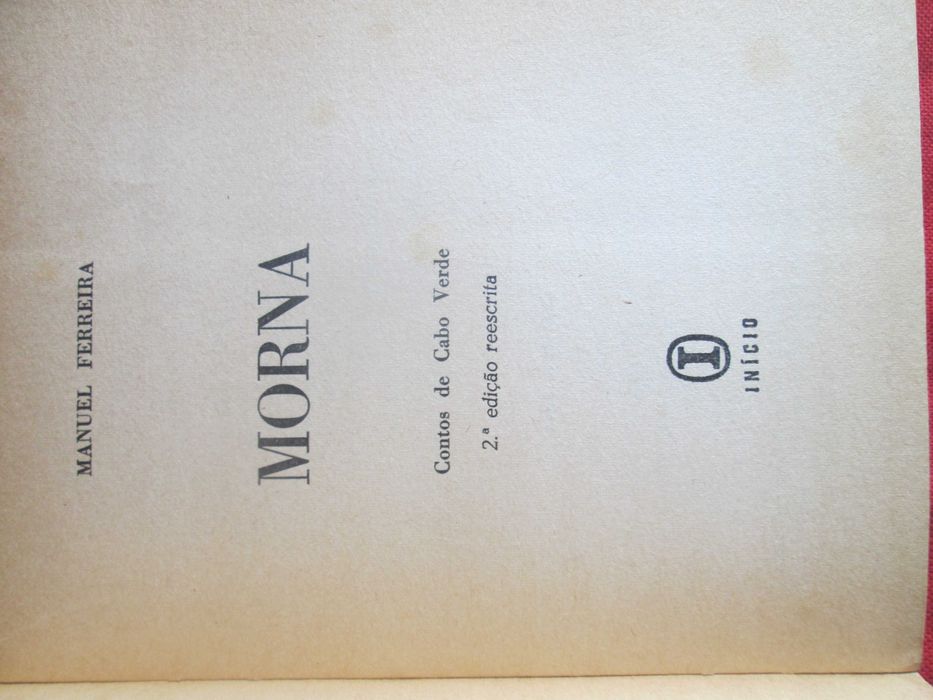 MANUEL FERREIRA
MORNA
Contos de Cabo Verde
2.ª edição reescrita
I
INÍCIO